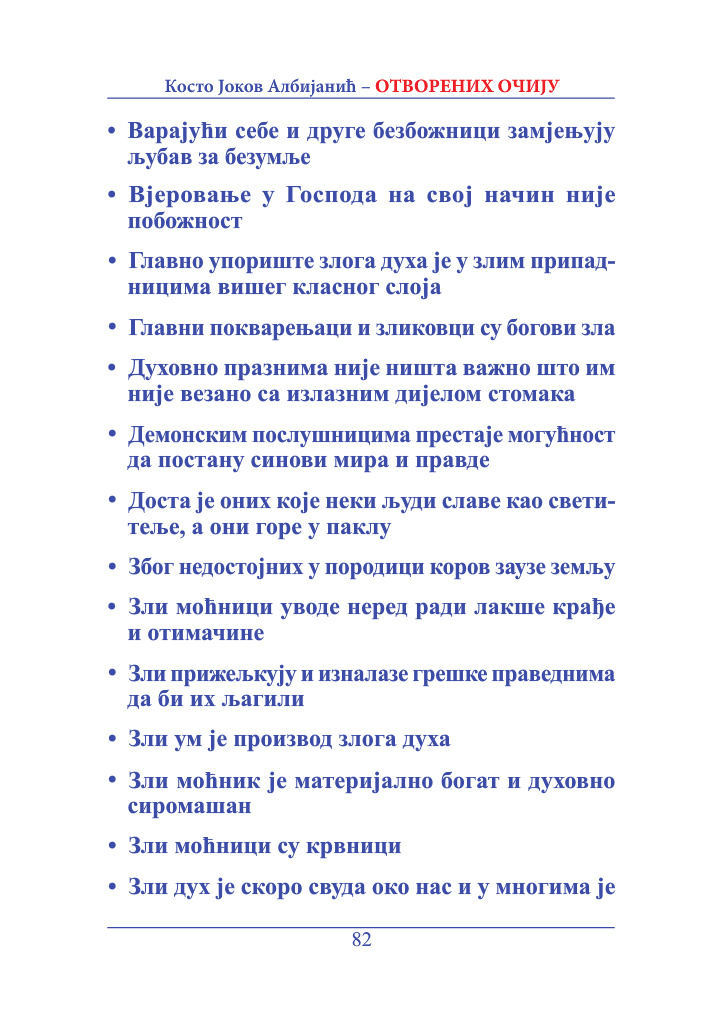 Косто Јоков Албијанић – ОТВОРЕНИХ ОЧИЈУ
• Варајући себе и друге безбожници замјењују
љубав за безумље
• Вјеровање у Господа на свој начин није
побожност
• Главно упориште злога духа је у злим припад-
ницима вишег класног слоја
• Главни покварењаци и зликовци су богови зла
• Духовно празнима није ништа важно што им
није везано са излазним дијелом стомака
• Демонским послушницима престаје могућност
да постану синови мира и правде
• Доста је оних које неки људи славе као свети-
теље, а они горе у паклу
• Због недостојних у породици коров заузе земљу
• Зли моћници уводе неред ради лакше крађе
и отимачине
• Зли прижељкују и изналазе грешке праведнима
да би их љагили
• Зли ум је производ злога духа
• Зли моћник је материјално богат и духовно
сиромашан
• Зли моћници су крвници
• Зли дух је скоро свуда око нас и у многима је
82